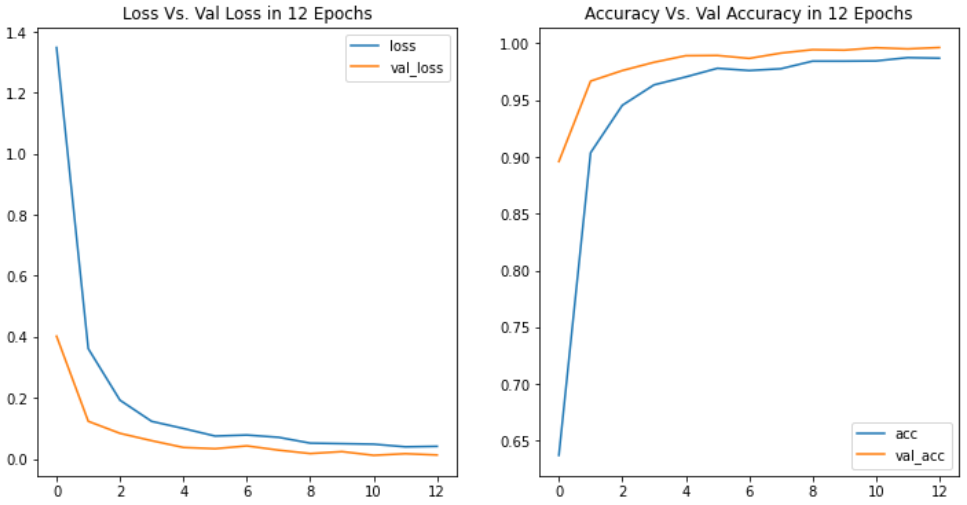 Loss Vs. Val Loss in 12 Epochs
1.4
1.2
1.0
0.8
0.6
0.4
0.2
0.0
0 2 4 6 8 10 12
loss
val_loss
Accuracy Vs. Val Accuracy in 12 Epochs
1.00
0.95
0.90
0.85
0.80
0.75
0.70
0.65
0 2 4 6 8 10 12
acc
val_acc